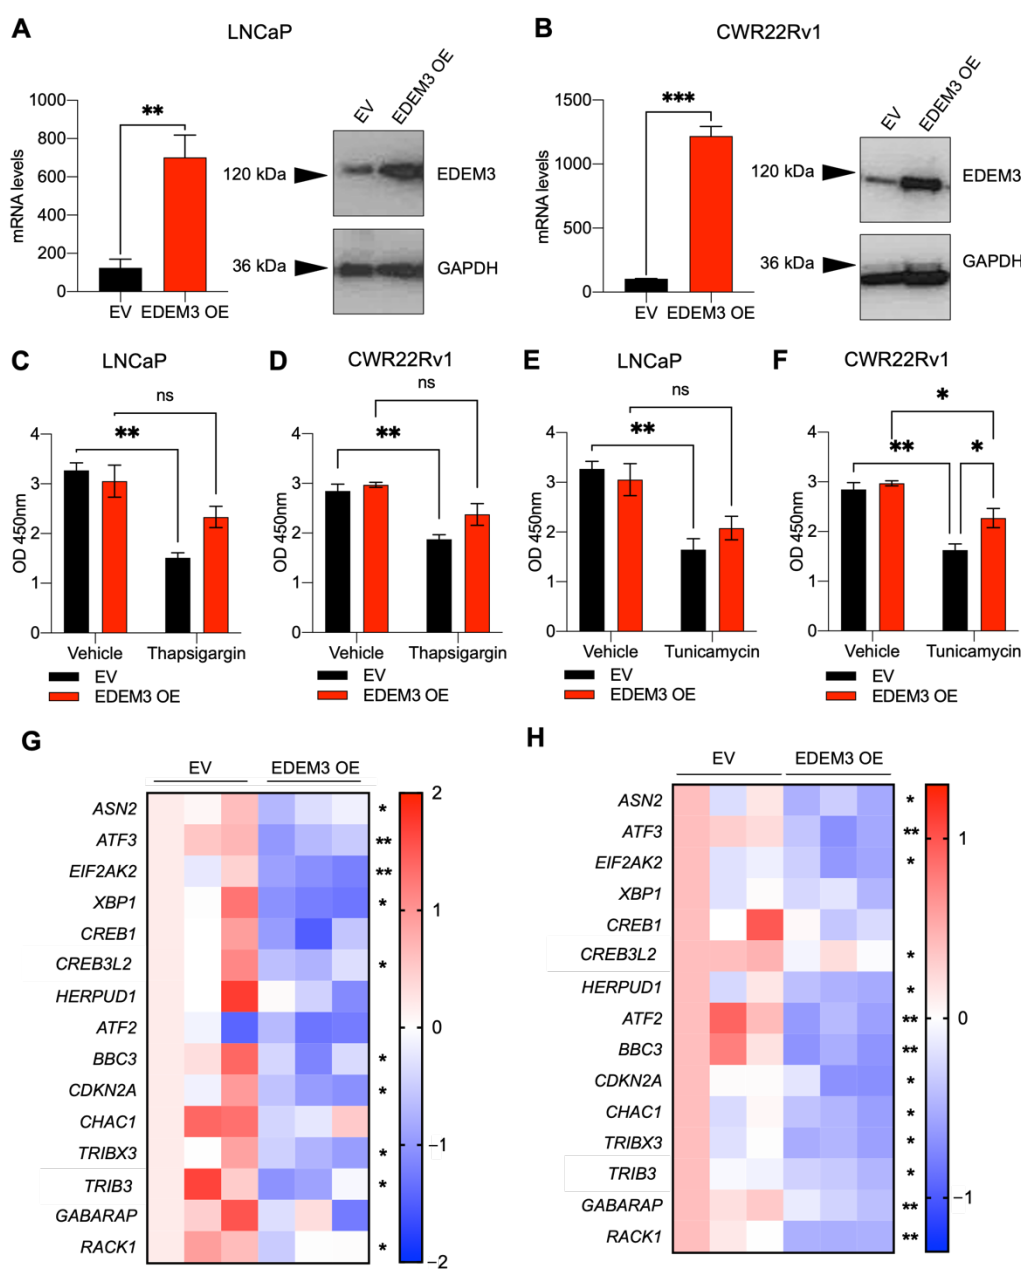 A
LNCaP
mRNA levels
1000
800
600
400
200
0
**
EV EDEM3 OE
EV EDEM3 OE
120 kDa
EDEM3
36 kDa
GAPDH
B
CWR22Rv1
mRNA levels
1500
1000
500
0
***
EV EDEM3 OE
EV EDEM3 OE
120 kDa
EDEM3
36 kDa
GAPDH
C
LNCaP
ns
**
OD 450nm
4
3
2
1
0
Vehicle Thapsigargin
EV
EDEM3 OE
D
CWR22Rv1
ns
**
OD 450nm
4
3
2
1
0
Vehicle Thapsigargin
EV
EDEM3 OE
E
LNCaP
ns
**
OD 450nm
4
3
2
1
0
Vehicle Tunicamycin
EV
EDEM3 OE
F
CWR22Rv1
*
** *
OD 450nm
4
3
2
1
0
Vehicle Tunicamycin
EV
EDEM3 OE
G
EV EDEM3 OE
ASN2 *
ATF3 **
EIF2AK2 **
XBP1 *
CREB1
CREB3L2 *
HERPUD1
ATF2
BBC3 *
CDKN2A *
CHAC1
TRIBX3 *
TRIB3 *
GABARAP
RACK1 *
2
1
0
−1
−2
H
EV EDEM3 OE
ASN2 *
ATF3 **
EIF2AK2 *
XBP1
CREB1
CREB3L2 *
HERPUD1 *
ATF2 **
BBC3 **
CDKN2A *
CHAC1 *
TRIBX3 *
TRIB3 *
GABARAP **
RACK1 **
1
0
−1